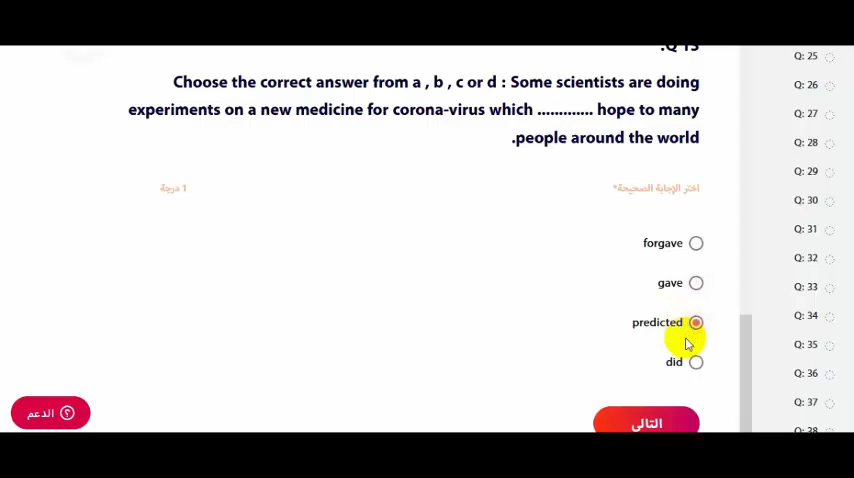 .Q 13
Choose the correct answer from a , b , c or d : Some scientists are doing
experiments on a new medicine for corona-virus which ............. hope to many
.people around the world
اختر الإجابة الصحيحة*
1 درجة
forgave
gave
predicted
did
التالى
الدعم
Q: 25
Q: 26
Q: 27
Q: 28
Q: 29
Q: 30
Q: 31
Q: 32
Q: 33
Q: 34
Q: 35
Q: 36
Q: 37
Q: 38